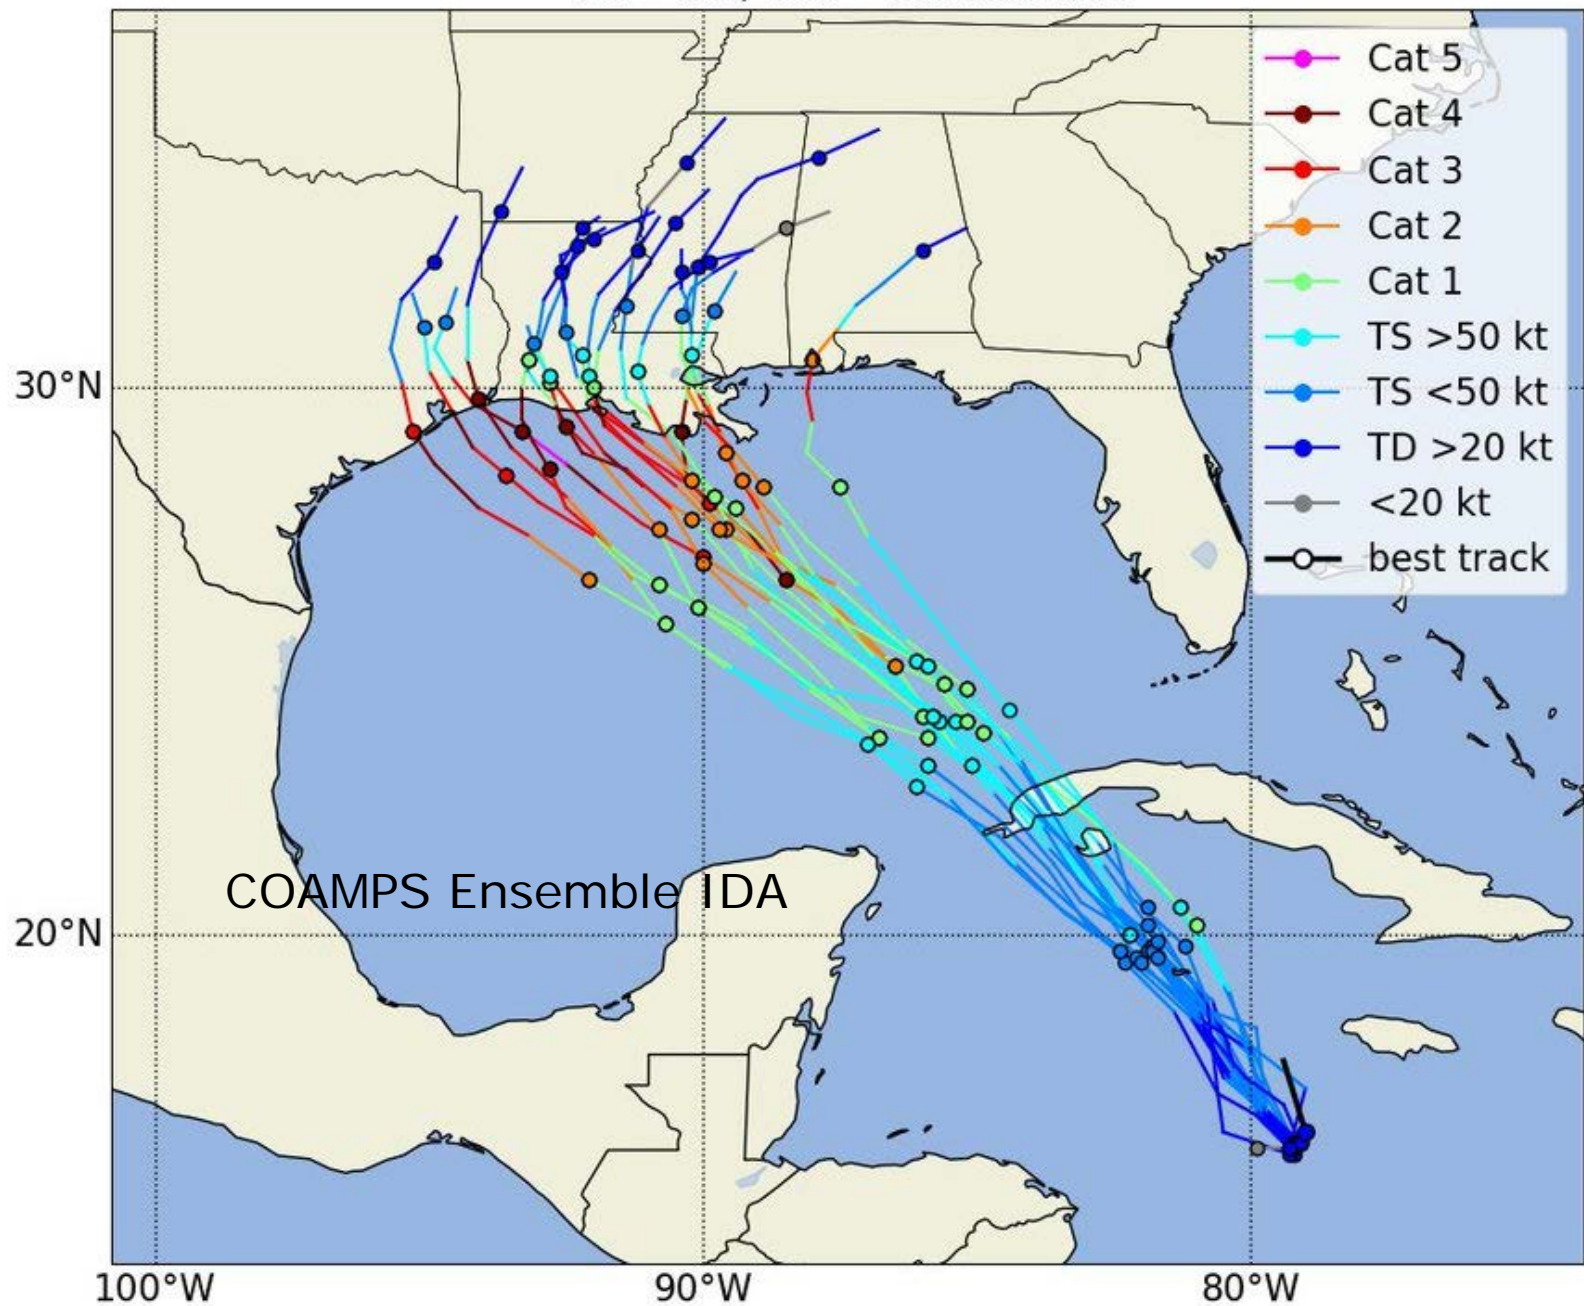 Cat 5
Cat 4
Cat 3
Cat 2
Cat 1
TS >50 kt
TS <50 kt
TD >20 kt
<20 kt
best track
30°N
COAMPS Ensemble IDA
20°N
100°W
90°W
80°W